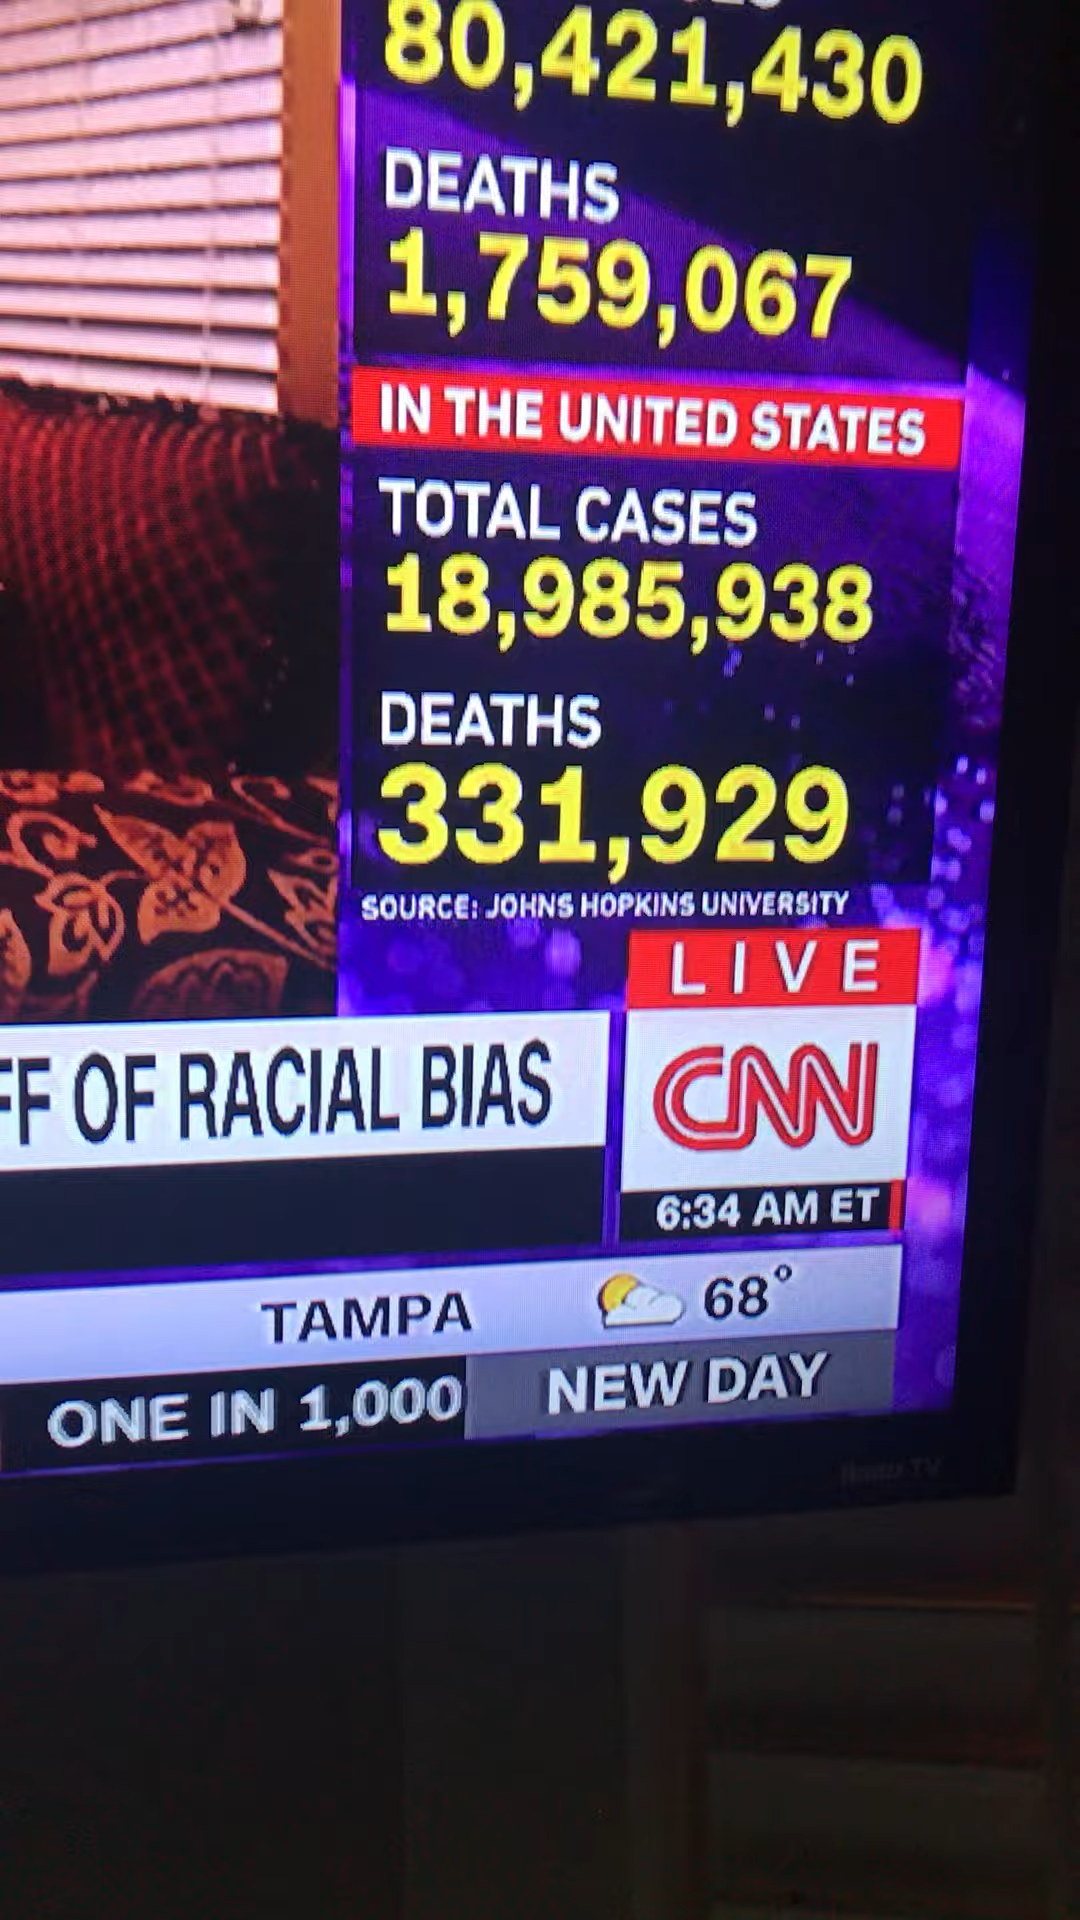 80,421,430
DEATHS
1,759,067
IN THE UNITED STATES
TOTAL CASES
18,985,938
DEATHS
331,929
SOURCE: JOHNS HOPKINS UNIVERSITY
LIVE
FF OF RACIAL BIAS
CNN
6:34 AM ET
TAMPA 68°
ONE IN 1,000 NEW DAY